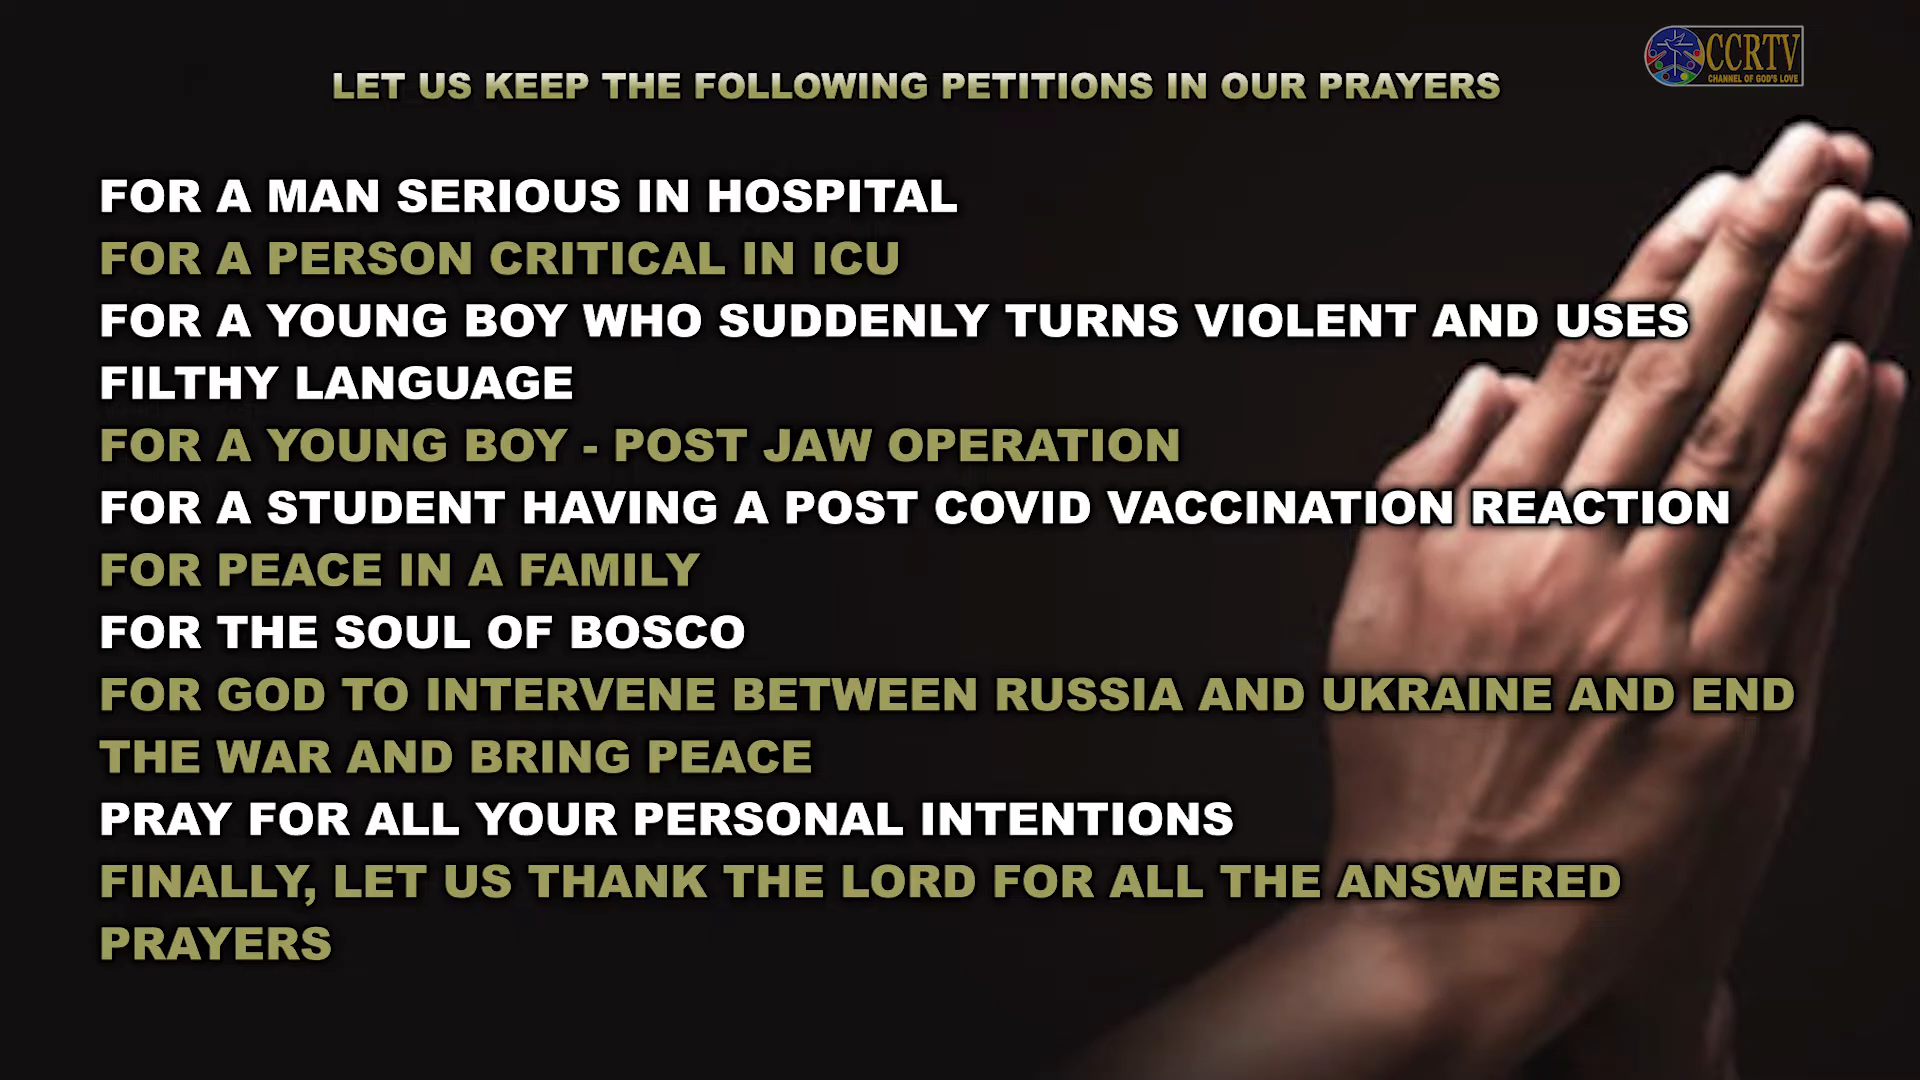 CCRTV
CHANNEL OF GOD'S LOVE
LET US KEEP THE FOLLOWING PETITIONS IN OUR PRAYERS
FOR A MAN SERIOUS IN HOSPITAL
FOR A PERSON CRITICAL IN ICU
FOR A YOUNG BOY WHO SUDDENLY TURNS VIOLENT AND USES
FILTHY LANGUAGE
FOR A YOUNG BOY - POST JAW OPERATION
FOR A STUDENT HAVING A POST COVID VACCINATION REACTION
FOR PEACE IN A FAMILY
FOR THE SOUL OF BOSCO
FOR GOD TO INTERVENE BETWEEN RUSSIA AND UKRAINE AND END
THE WAR AND BRING PEACE
PRAY FOR ALL YOUR PERSONAL INTENTIONS
FINALLY, LET US THANK THE LORD FOR ALL THE ANSWERED
PRAYERS